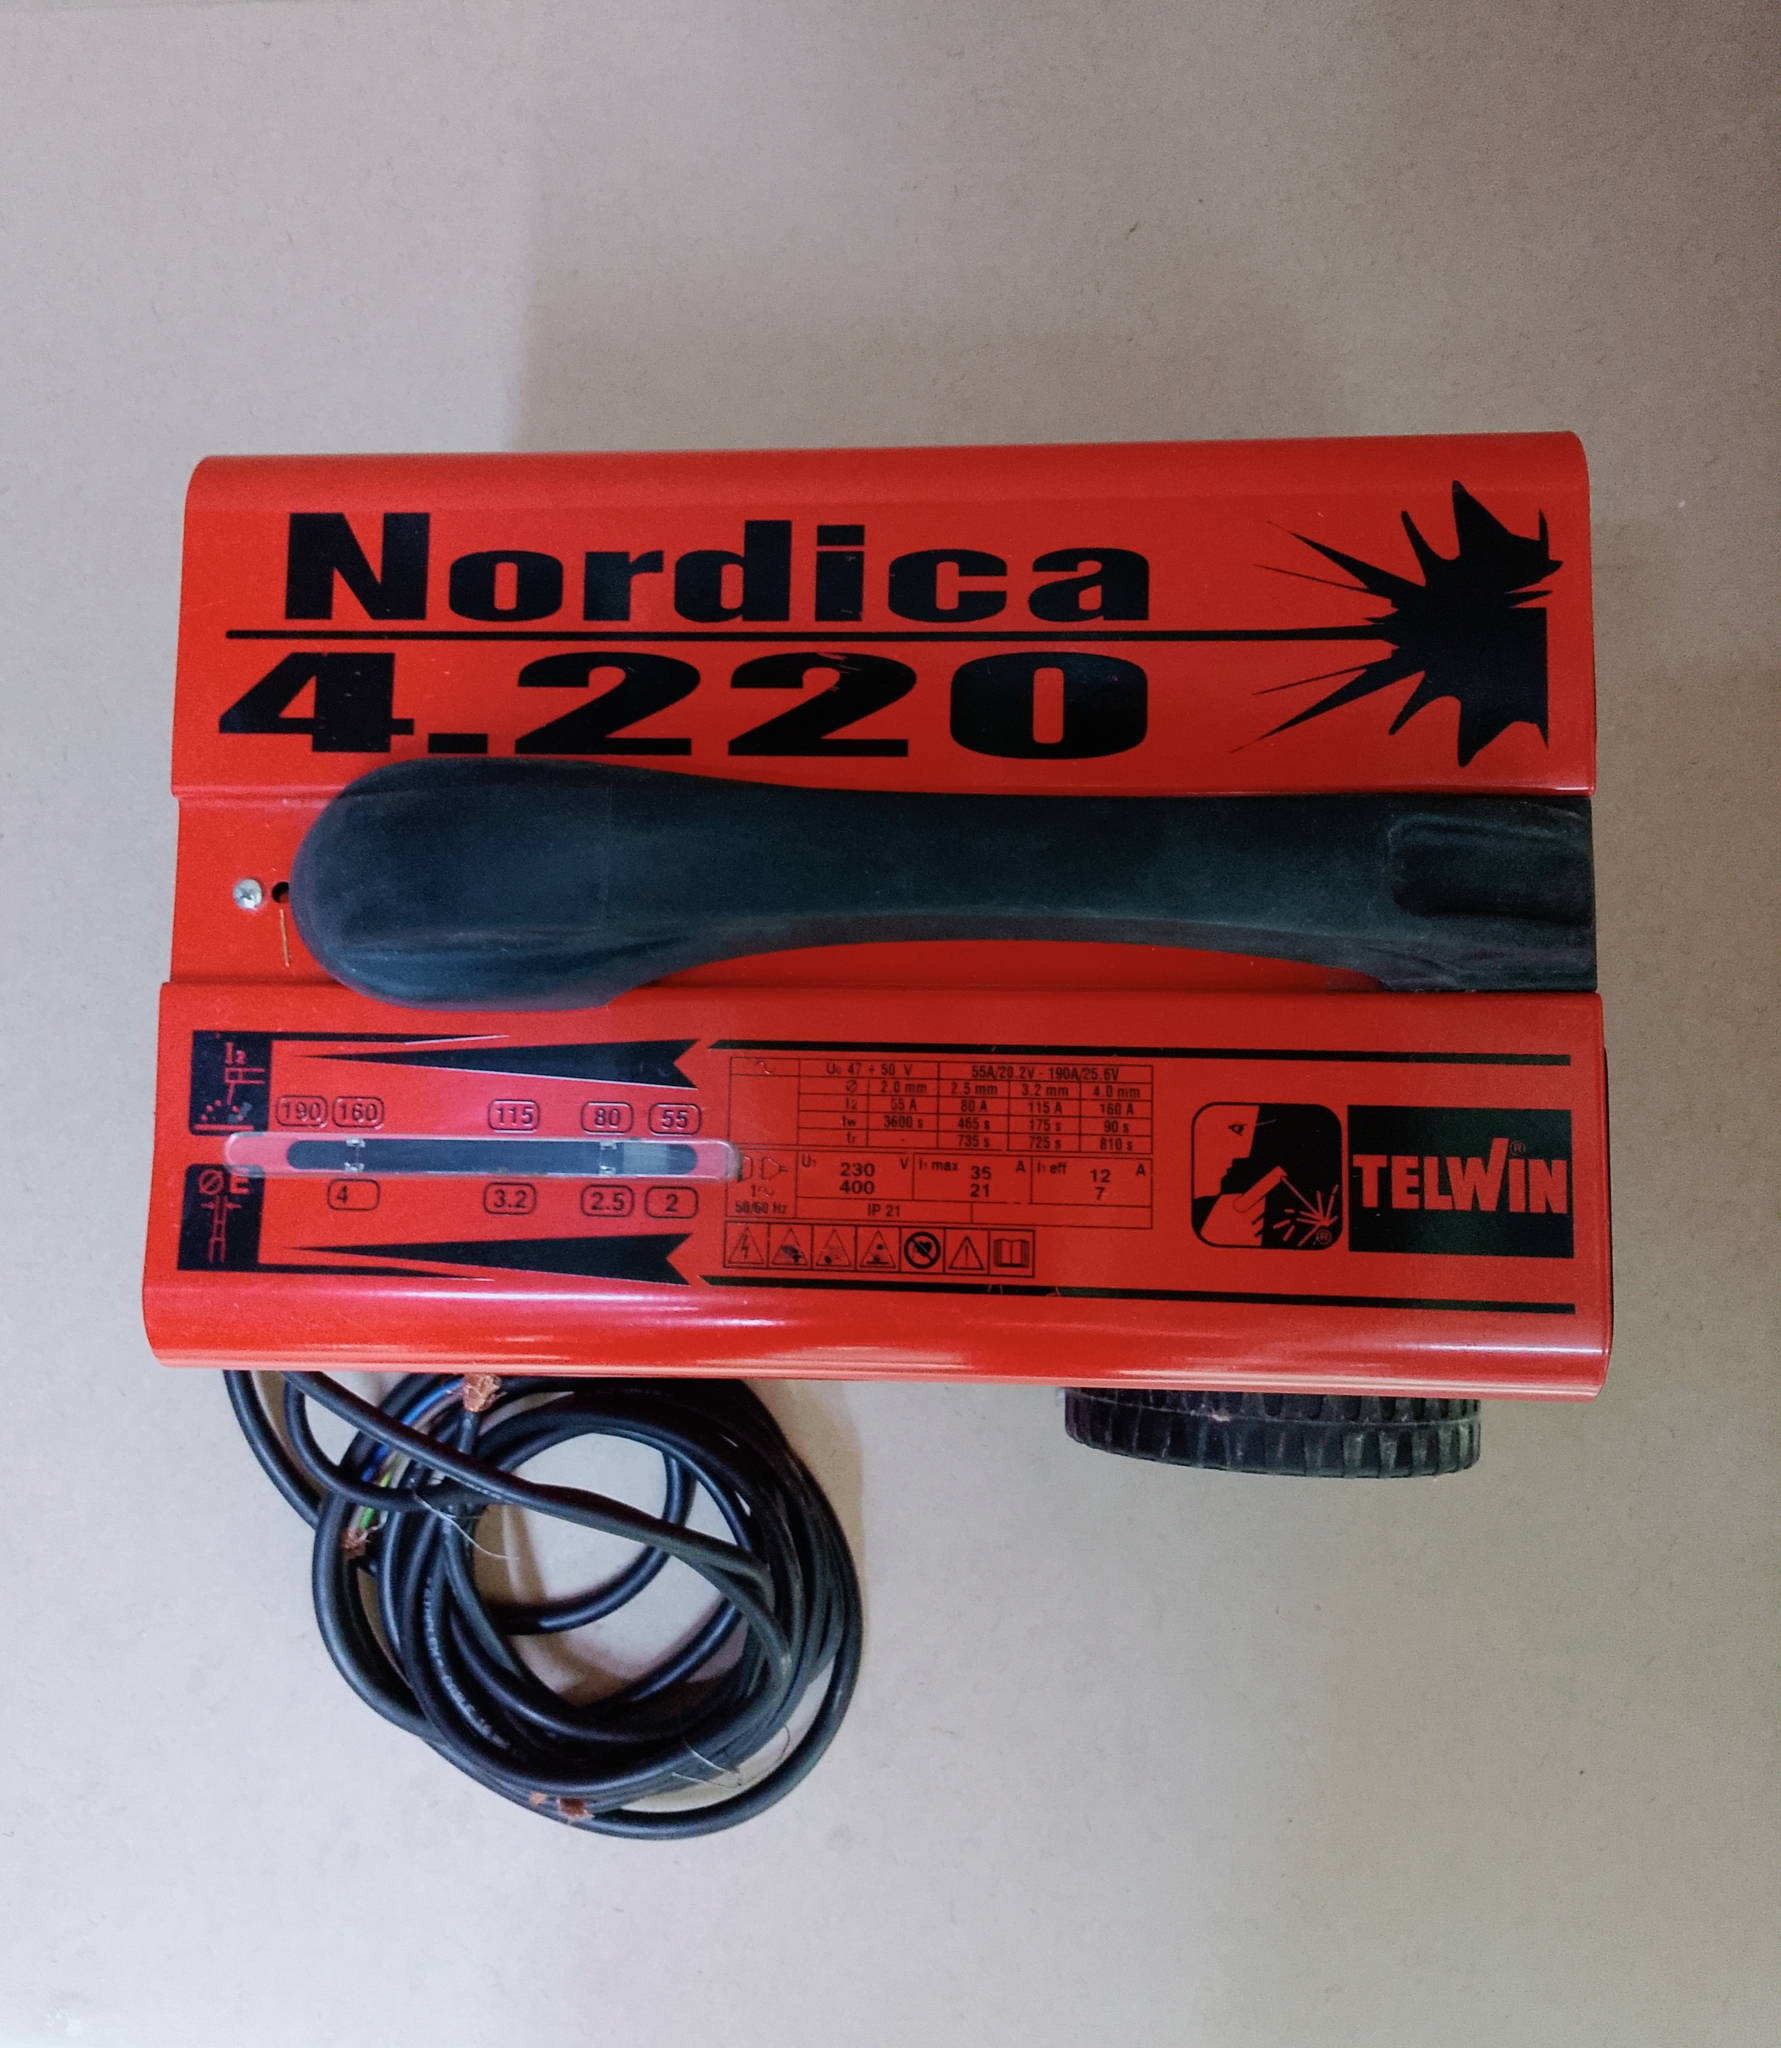 Nordica
4.220
I2
190 160 115 80 55
Ø E
4 3.2 2.5 2
U0 47 ÷ 50 V 55A/20.2V - 190A/25.6V
Ø 2.0 mm 2.5 mm 3.2 mm 4.0 mm
I2 55 A 80 A 115 A 160 A
tw 3600 s 465 s 175 s 90 s
tr - 735 s 725 s 810 s
U1 230 V I1 max 35 A I1 eff 12 A
400 21 7
1~
50/60 Hz IP 21
TELWIN®
®